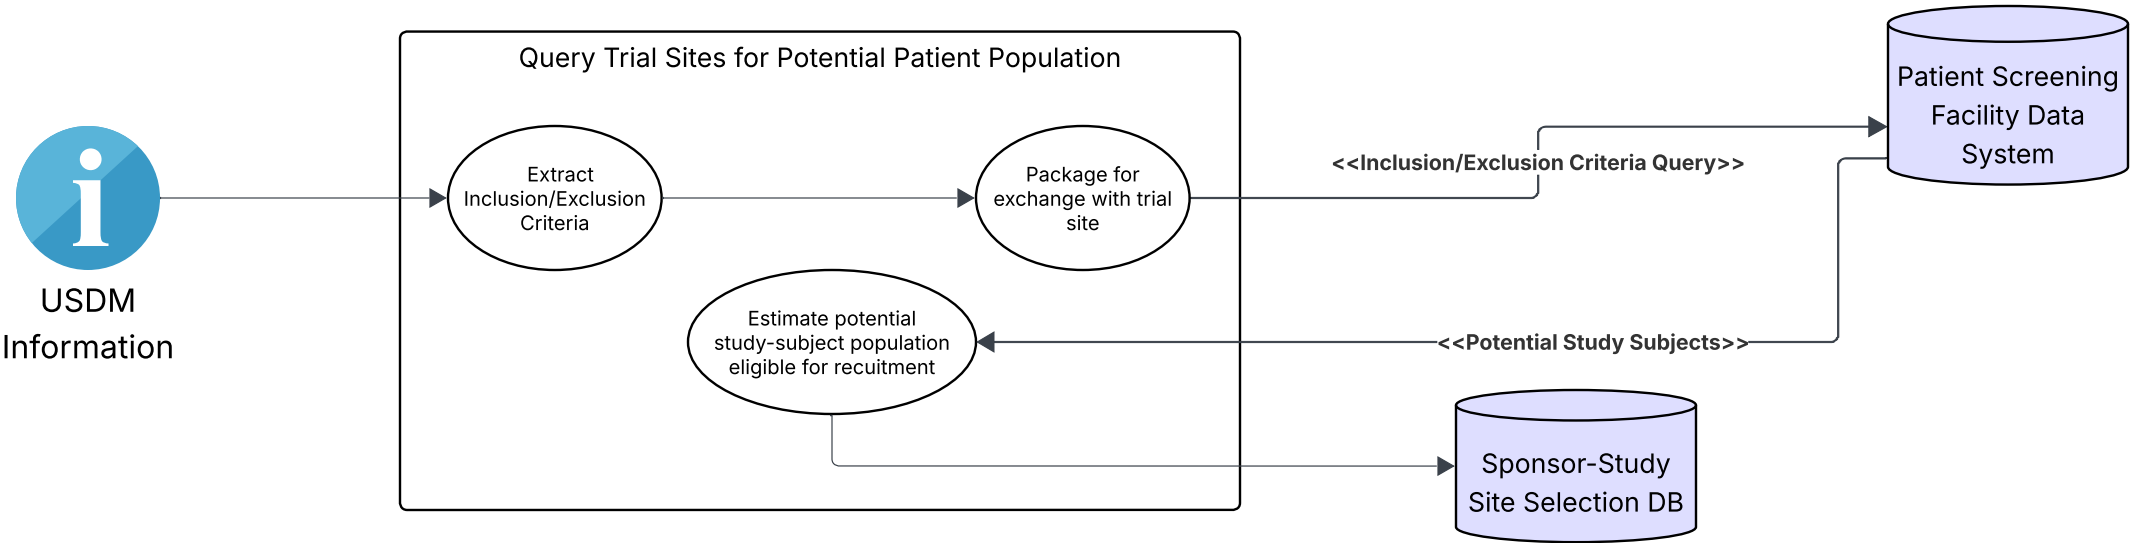 Query Trial Sites for Potential Patient Population
USDM
Information
Extract
Inclusion/Exclusion
Criteria
Package for
exchange with trial
site
<<Inclusion/Exclusion Criteria Query>>
Patient Screening
Facility Data
System
<<Potential Study Subjects>>
Estimate potential
study-subject population
eligible for recuitment
Sponsor-Study
Site Selection DB